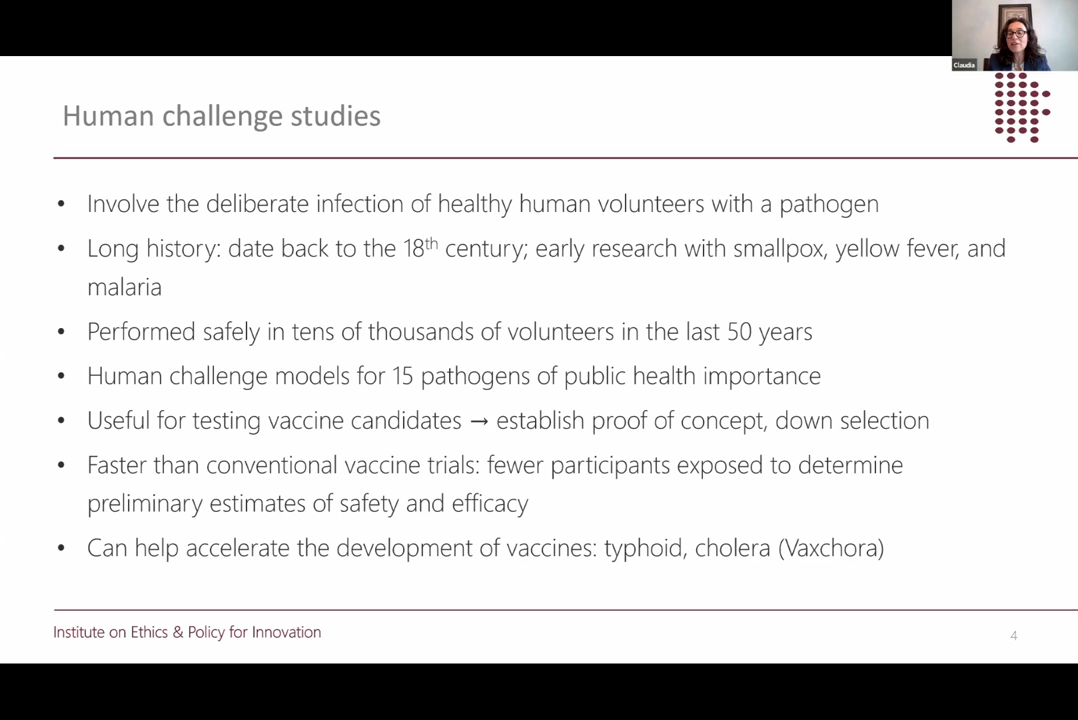 Claudia
Human challenge studies
• Involve the deliberate infection of healthy human volunteers with a pathogen
• Long history: date back to the 18th century; early research with smallpox, yellow fever, and
malaria
• Performed safely in tens of thousands of volunteers in the last 50 years
• Human challenge models for 15 pathogens of public health importance
• Useful for testing vaccine candidates → establish proof of concept, down selection
• Faster than conventional vaccine trials: fewer participants exposed to determine
preliminary estimates of safety and efficacy
• Can help accelerate the development of vaccines: typhoid, cholera (Vaxchora)
Institute on Ethics & Policy for Innovation
4